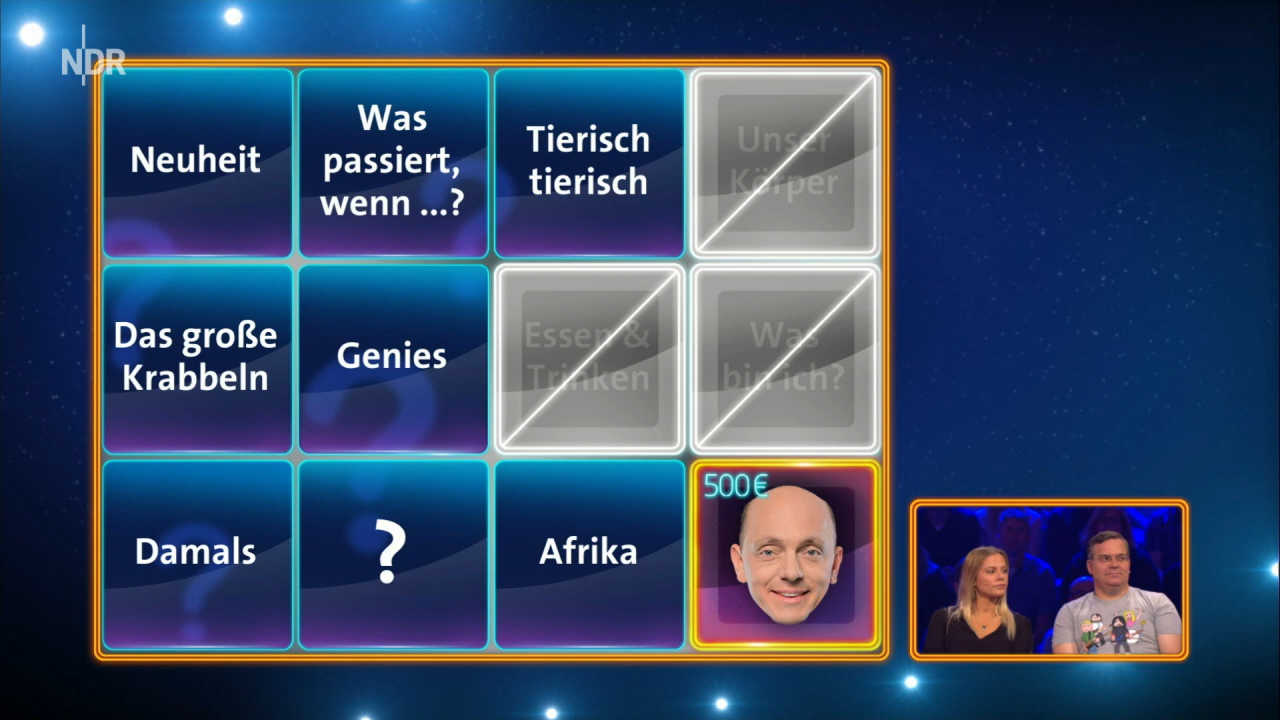 NDR
Neuheit
Was
passiert,
wenn ...?
Tierisch
tierisch
Unser
Körper
Das große
Krabbeln
Genies
Essen &
Trinken
Was
bin ich?
Damals
?
Afrika
500€